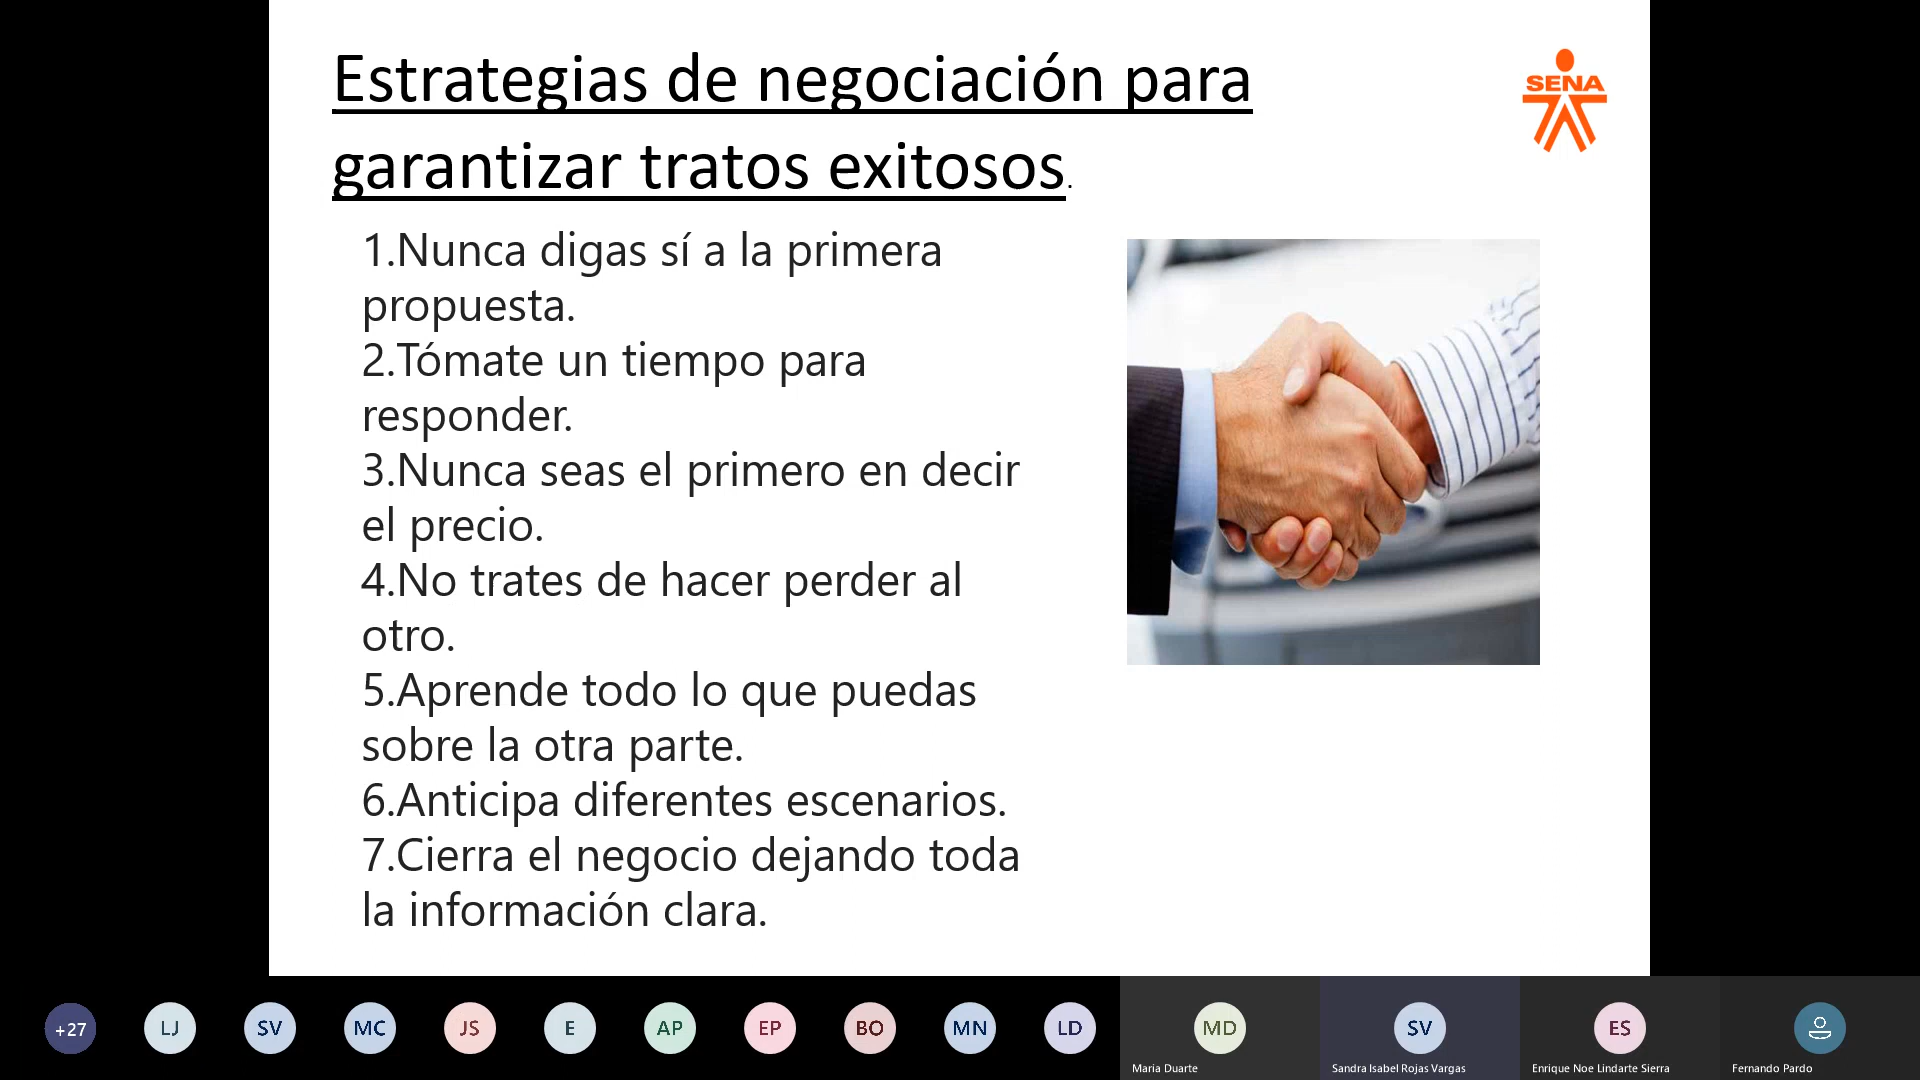 Estrategias de negociación para
garantizar tratos exitosos.
SENA
1.Nunca digas sí a la primera
propuesta.
2.Tómate un tiempo para
responder.
3.Nunca seas el primero en decir
el precio.
4.No trates de hacer perder al
otro.
5.Aprende todo lo que puedas
sobre la otra parte.
6.Anticipa diferentes escenarios.
7.Cierra el negocio dejando toda
la información clara.
+27
LJ
SV
MC
JS
E
AP
EP
BO
MN
LD
MD
SV
ES
Maria Duarte
Sandra Isabel Rojas Vargas
Enrique Noe Lindarte Sierra
Fernando Pardo